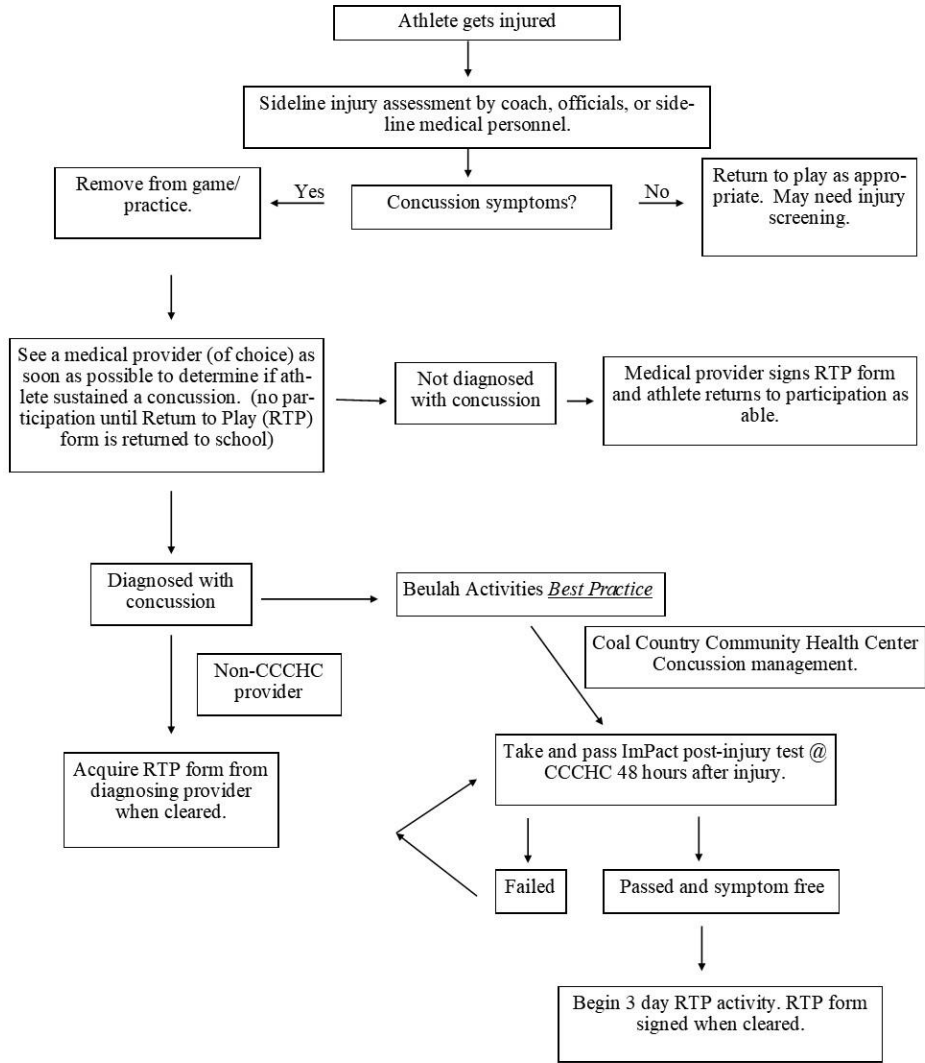 Athlete gets injured
Sideline injury assessment by coach, officials, or side-
line medical personnel.
Remove from game/
practice.
Yes
Concussion symptoms?
No
Return to play as appro-
priate. May need injury
screening.
See a medical provider (of choice) as
soon as possible to determine if ath-
lete sustained a concussion. (no par-
ticipation until Return to Play (RTP)
form is returned to school)
Not diagnosed
with concussion
Medical provider signs RTP form
and athlete returns to participation as
able.
Diagnosed with
concussion
Beulah Activities Best Practice
Coal Country Community Health Center
Concussion management.
Non-CCCHC
provider
Take and pass ImPact post-injury test @
CCCHC 48 hours after injury.
Acquire RTP form from
diagnosing provider
when cleared.
Failed
Passed and symptom free
Begin 3 day RTP activity. RTP form
signed when cleared.